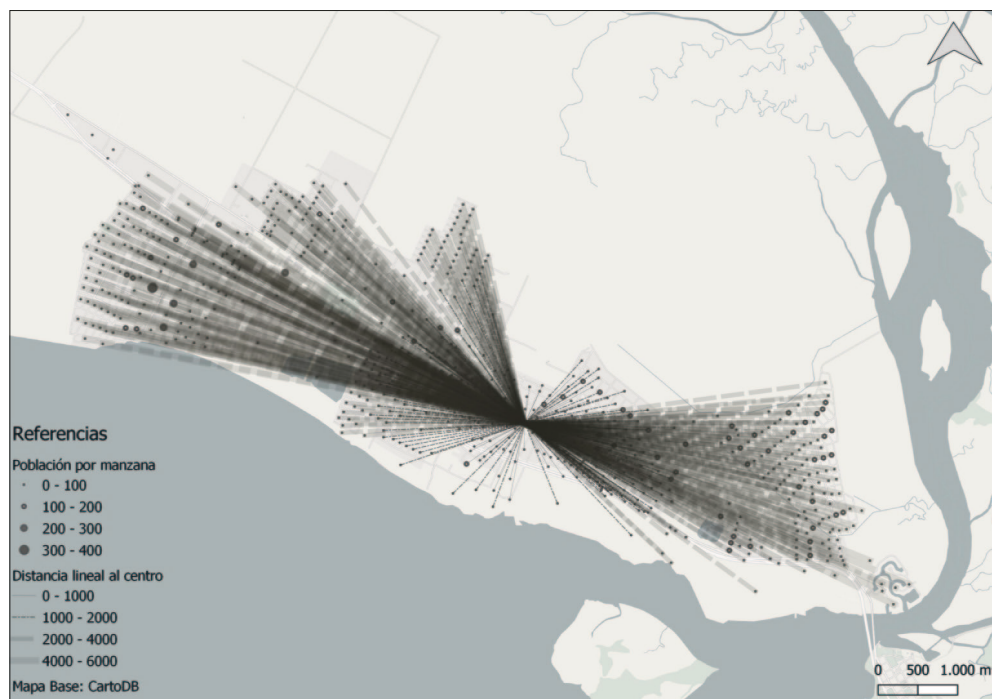 Referencias
Población por manzana
0 - 100
100 - 200
200 - 300
300 - 400
Distancia lineal al centro
0 - 1000
1000 - 2000
2000 - 4000
4000 - 6000
Mapa Base: CartoDB
0 500 1.000 m